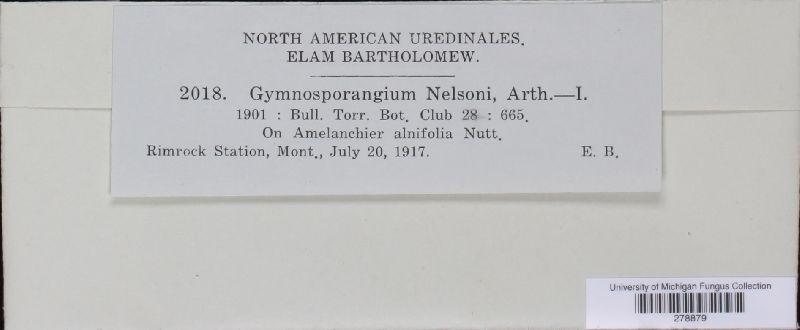 NORTH AMERICAN UREDINALES.
ELAM BARTHOLOMEW.
2018. Gymnosporangium Nelsoni, Arth.—I.
1901 : Bull. Torr. Bot. Club 28 : 665.
On Amelanchier alnifolia Nutt.
Rimrock Station, Mont., July 20, 1917. E. B.
University of Michigan Fungus Collection
278879